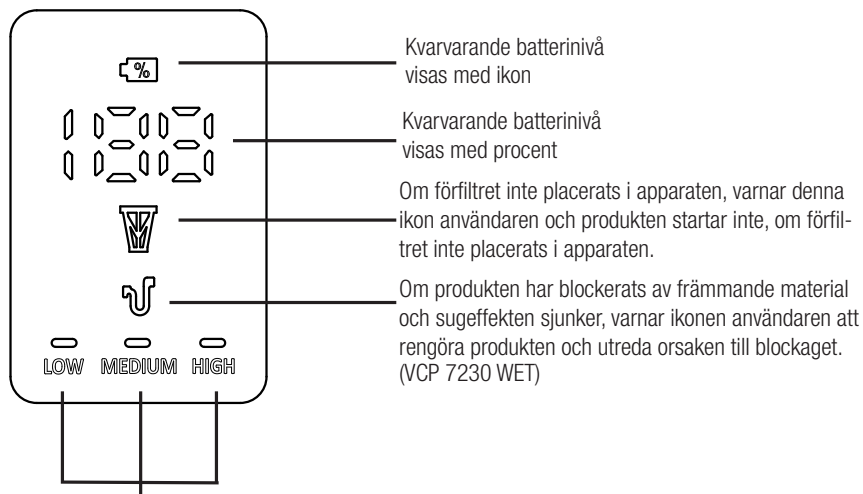 %
Kvarvarande batterinivå
visas med ikon
188
Kvarvarande batterinivå
visas med procent
Om förfiltret inte placerats i apparaten, varnar denna
ikon användaren och produkten startar inte, om förfil-
tret inte placerats i apparaten.
Om produkten har blockerats av främmande material
och sugeffekten sjunker, varnar ikonen användaren att
rengöra produkten och utreda orsaken till blockaget.
(VCP 7230 WET)
LOW MEDIUM HIGH